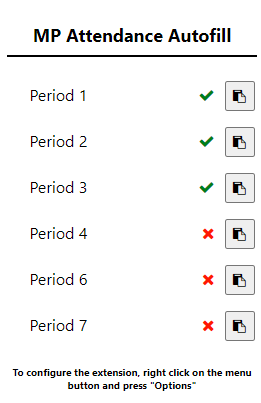 MP Attendance Autofill
Period 1
Period 2
Period 3
Period 4
Period 6
Period 7
To configure the extension, right click on the menu
button and press "Options"